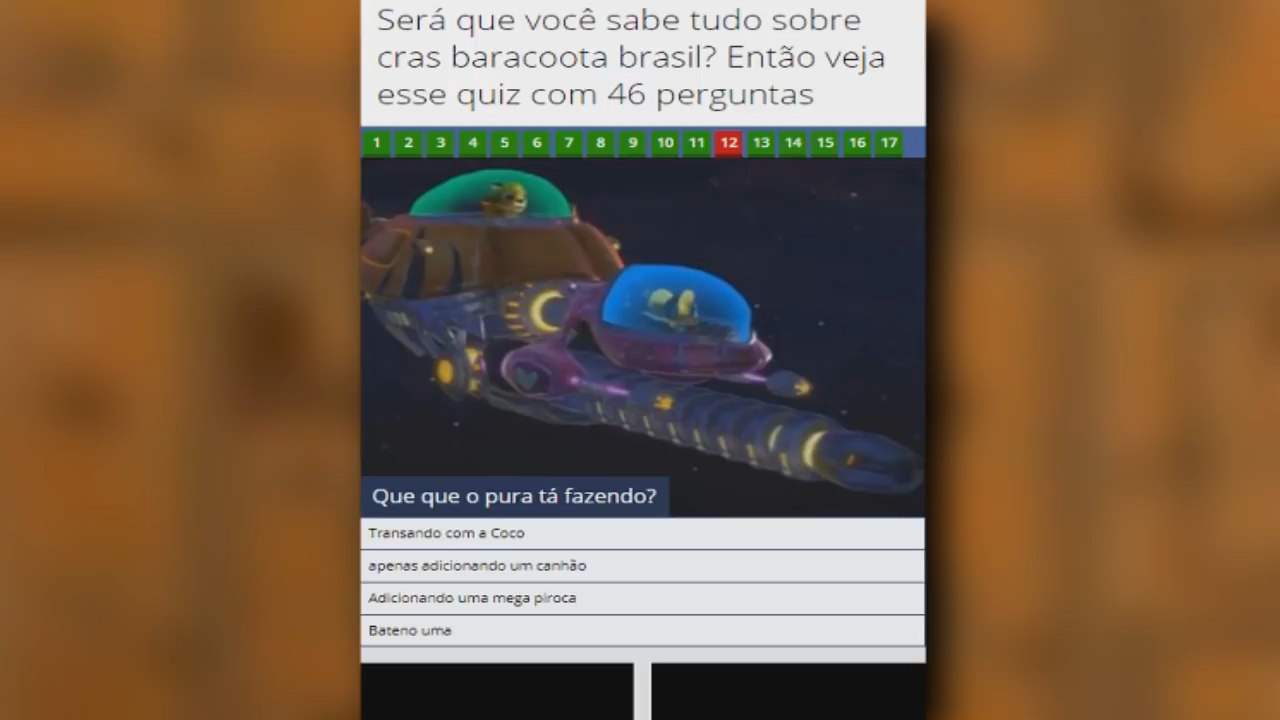 Será que você sabe tudo sobre
cras baracoota brasil? Então veja
esse quiz com 46 perguntas
1 2 3 4 5 6 7 8 9 10 11 12 13 14 15 16 17
Que que o pura tá fazendo?
Transando com a Coco
apenas adicionando um canhão
Adicionando uma mega piroca
Bateno uma